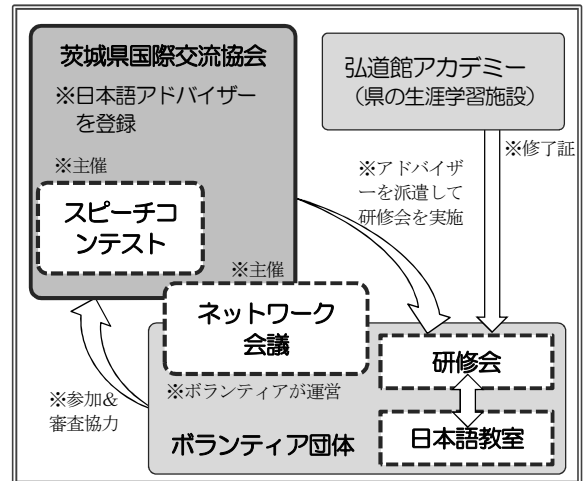 茨城県国際交流協会
※日本語アドバイザー
を登録
※主催
スピーチコ
ンテスト
※主催
弘道館アカデミー
（県の生涯学習施設）
※修了証
※アドバイザ
ーを派遣して
研修会を実施
ネットワーク
会議
※ボランティアが運営
※参加&
審査協力
ボランティア団体
研修会
日本語教室